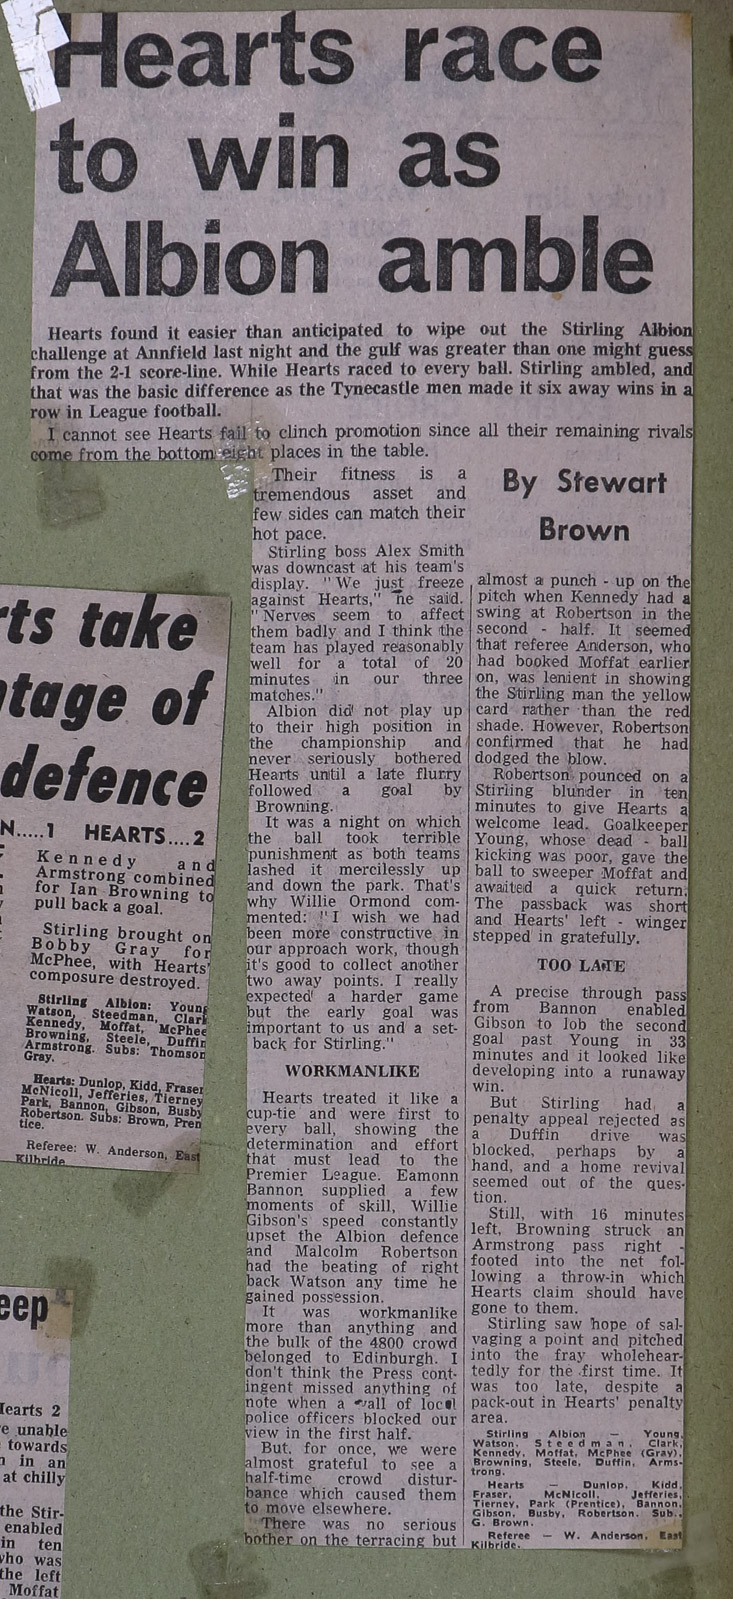 Hearts race
to win as
Albion amble
Hearts found it easier than anticipated to wipe out the Stirling Albion
challenge at Annfield last night and the gulf was greater than one might guess
from the 2-1 score-line. While Hearts raced to every ball. Stirling ambled, and
that was the basic difference as the Tynecastle men made it six away wins in a
row in League football.
I cannot see Hearts fail to clinch promotion since all their remaining rivals
come from the bottom eight places in the table.
Their fitness is a
tremendous asset and
few sides can match their
hot pace.
Stirling boss Alex Smith
was downcast at his team's
display. "We just freeze
against Hearts," he said.
"Nerves seem to affect
them badly and I think the
team has played reasonably
well for a total of 20
minutes in our three
matches."
Albion did not play up
to their high position in
the championship and
never seriously bothered
Hearts until a late flurry
followed a goal by
Browning.
It was a night on which
the ball took terrible
punishment as both teams
lashed it mercilessly up
and down the park. That's
why Willie Ormond com-
mented: "I wish we had
been more constructive in
our approach work, though
it's good to collect another
two away points. I really
expected a harder game
but the early goal was
important to us and a set-
back for Stirling."
WORKMANLIKE
Hearts treated it like a
cup-tie and were first to
every ball, showing the
determination and effort
that must lead to the
Premier League. Eamonn
Bannon supplied a few
moments of skill, Willie
Gibson's speed constantly
upset the Albion defence
and Malcolm Robertson
had the beating of right
back Watson any time he
gained possession.
It was workmanlike
more than anything and
the bulk of the 4800 crowd
belonged to Edinburgh. I
don't think the Press cont-
ingent missed anything of
note when a wall of local
police officers blocked our
view in the first half.
But, for once, we were
almost grateful to see a
half-time crowd distur-
bance which caused them
to move elsewhere.
There was no serious
bother on the terracing but
By Stewart
Brown
almost a punch - up on the
pitch when Kennedy had a
swing at Robertson in the
second - half. It seemed
that referee Anderson, who
had booked Moffat earlier
on, was lenient in showing
the Stirling man the yellow
card rather than the red
shade. However, Robertson
confirmed that he had
dodged the blow.
Robertson pounced on a
Stirling blunder in ten
minutes to give Hearts a
welcome lead. Goalkeeper
Young, whose dead - ball
kicking was poor, gave the
ball to sweeper Moffat and
awaited a quick return.
The passback was short
and Hearts' left - winger
stepped in gratefully.
TOO LATE
A precise through pass
from Bannon enabled
Gibson to lob the second
goal past Young in 33
minutes and it looked like
developing into a runaway
win.
But Stirling had a
penalty appeal rejected as
a Duffin drive was
blocked, perhaps by a
hand, and a home revival
seemed out of the ques-
tion.
Still, with 16 minutes
left, Browning struck an
Armstrong pass right -
footed into the net fol-
lowing a throw-in which
Hearts claim should have
gone to them.
Stirling saw hope of sal-
vaging a point and pitched
into the fray wholehear-
tedly for the first time. It
was too late, despite a
pack-out in Hearts' penalty
area.
Stirling Albion — Young,
Watson, Steedman, Clark,
Kennedy, Moffat, McPhee (Gray),
Browning, Steele, Duffin, Arms-
trong.
Hearts — Dunlop, Kidd,
Fraser, McNicoll, Jefferies,
Tierney, Park (Prentice), Bannon,
Gibson, Busby, Robertson. Sub.,
G. Brown.
Referee — W. Anderson, East
Kilbride.
rts take
ntage of
defence
N.....1 HEARTS....2
Kennedy and
Armstrong combined
for Ian Browning to
pull back a goal.
Stirling brought on
Bobby Gray for
McPhee, with Hearts'
composure destroyed.
Stirling Albion: Young
Watson, Steedman, Clark
Kennedy, Moffat, McPhee
Browning, Steele, Duffin
Armstrong. Subs: Thomson
Gray.
Hearts: Dunlop, Kidd, Fraser
McNicoll, Jefferies, Tierney
Park, Bannon, Gibson, Busby
Robertson. Subs: Brown, Pren
tice.
Referee: W. Anderson, East
Kilbride
eep
Hearts 2
e unable
towards
n in an
at chilly
the Stir-
enabled
in ten
who was
the left
Moffat